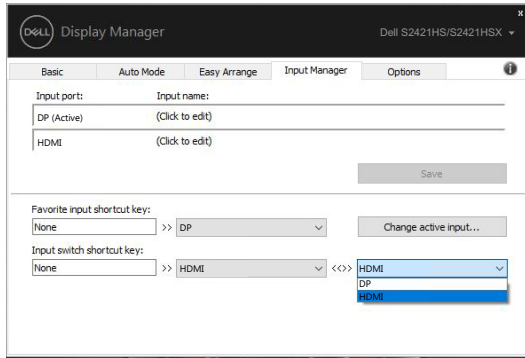 x
DELL Display Manager Dell S2421HS/S2421HSX
Basic Auto Mode Easy Arrange Input Manager Options
Input port: Input name:
DP (Active) (Click to edit)
HDMI (Click to edit)
Save
Favorite input shortcut key:
None >> DP Change active input...
Input switch shortcut key:
None >> HDMI <<>> HDMI
DP
HDMI